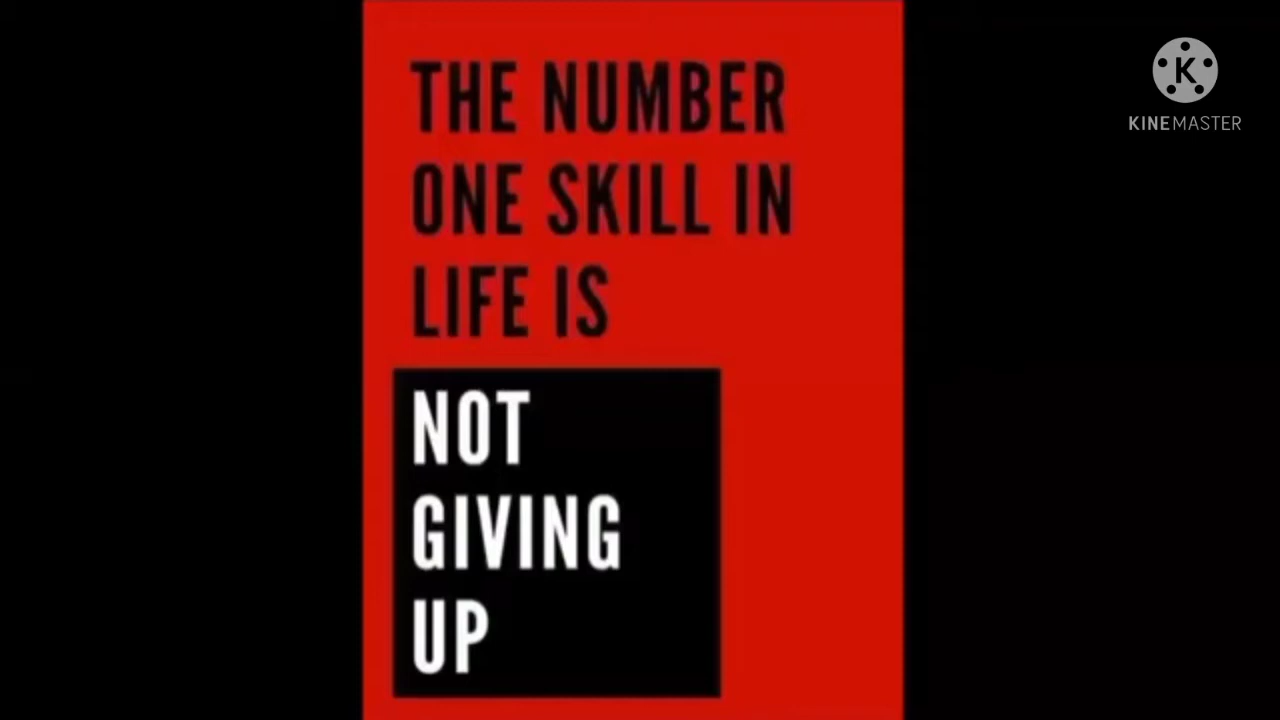 THE NUMBER
ONE SKILL IN
LIFE IS
NOT
GIVING
UP
K
KINEMASTER